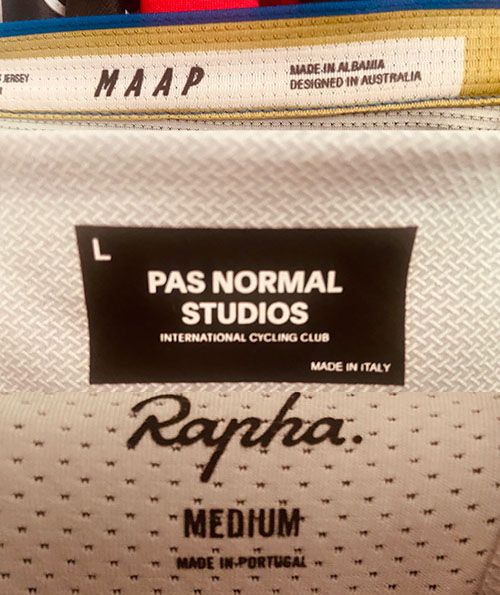 JERSEY
MAAP
MADE IN ALBANIA
DESIGNED IN AUSTRALIA
L
PAS NORMAL
STUDIOS
INTERNATIONAL CYCLING CLUB
MADE IN ITALY
Rapha.
MEDIUM
MADE IN PORTUGAL